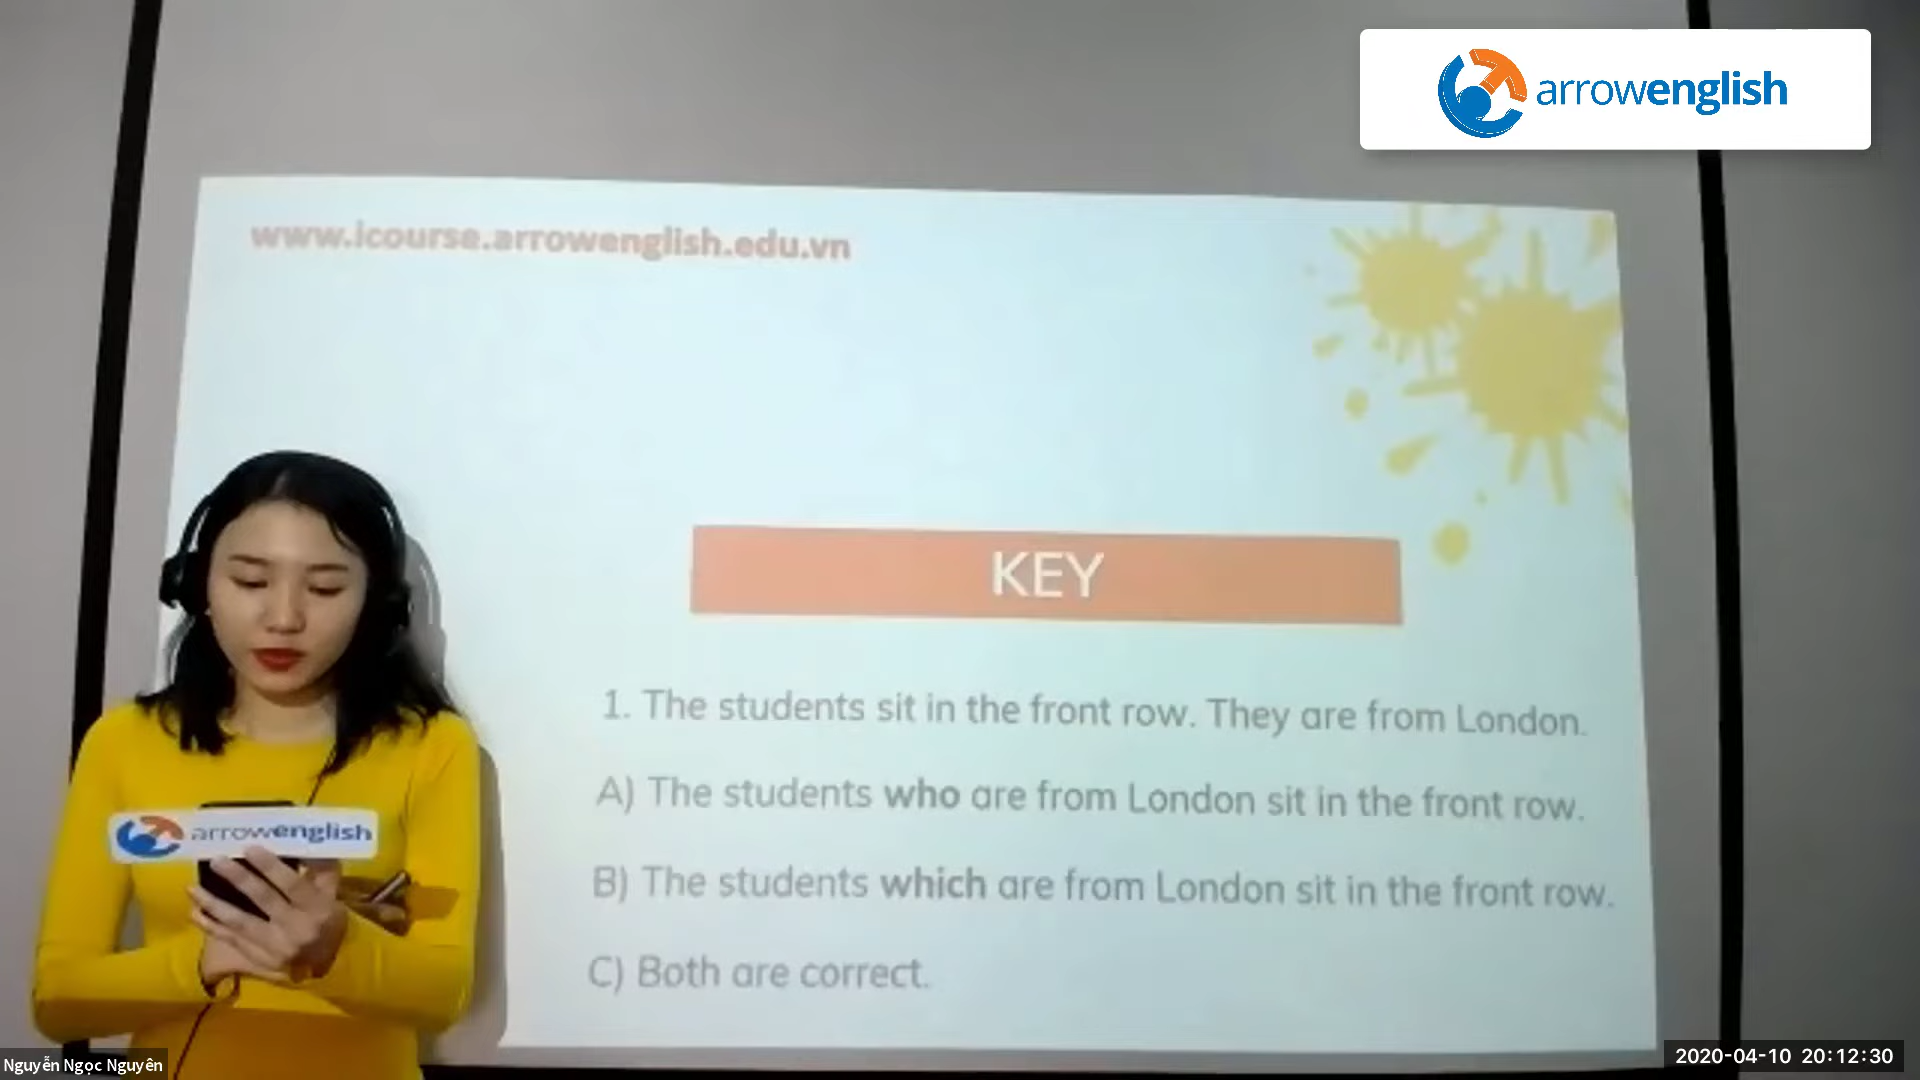 arrowenglish
www.icourse.arrowenglish.edu.vn
KEY
1. The students sit in the front row. They are from London.
A) The students who are from London sit in the front row.
B) The students which are from London sit in the front row.
C) Both are correct.
arrowenglish
Nguyễn Ngọc Nguyên
2020-04-10 20:12:30